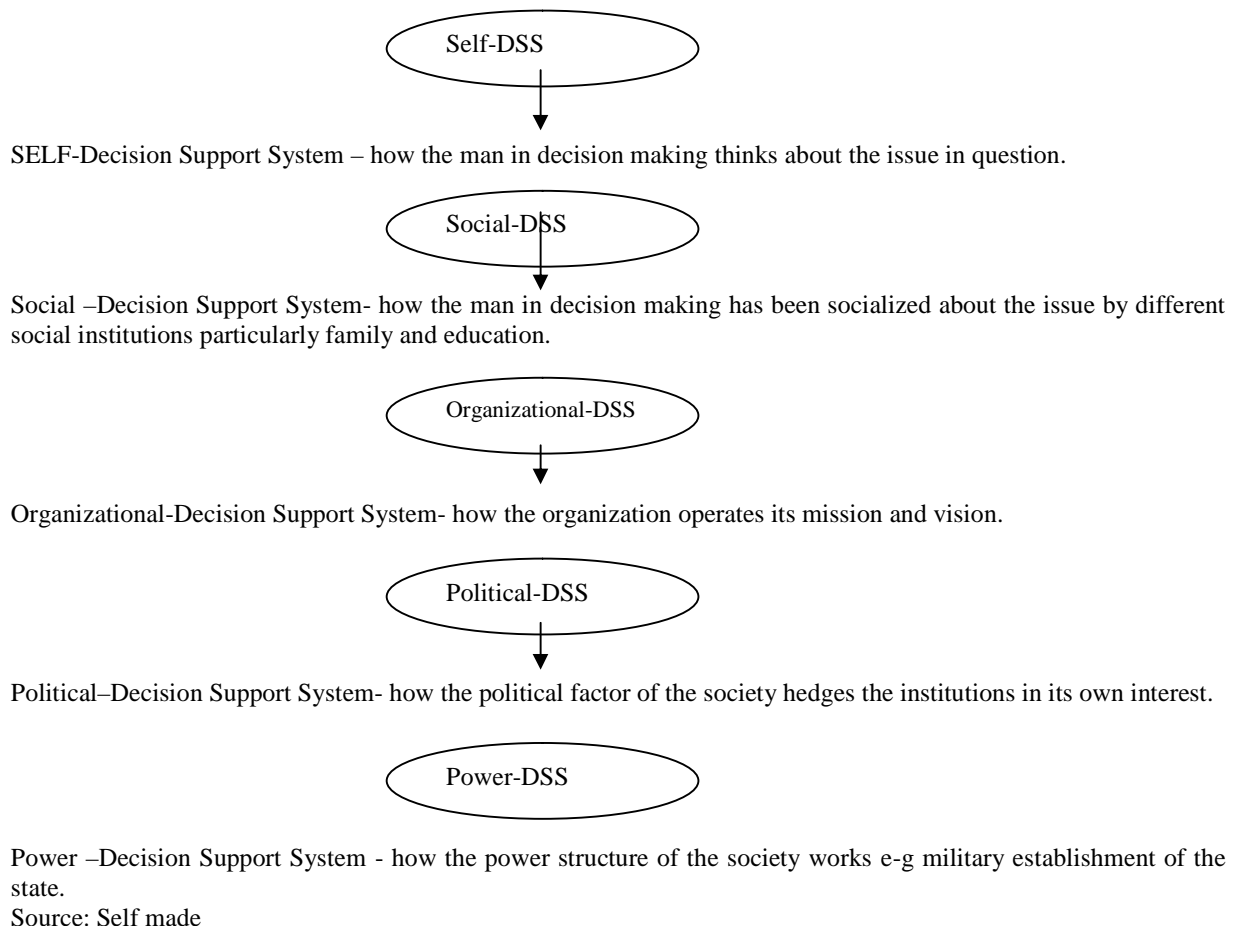 Self-DSS
SELF-Decision Support System – how the man in decision making thinks about the issue in question.
Social-DSS
Social –Decision Support System- how the man in decision making has been socialized about the issue by different
social institutions particularly family and education.
Organizational-DSS
Organizational-Decision Support System- how the organization operates its mission and vision.
Political-DSS
Political–Decision Support System- how the political factor of the society hedges the institutions in its own interest.
Power-DSS
Power –Decision Support System - how the power structure of the society works e-g military establishment of the
state.
Source: Self made